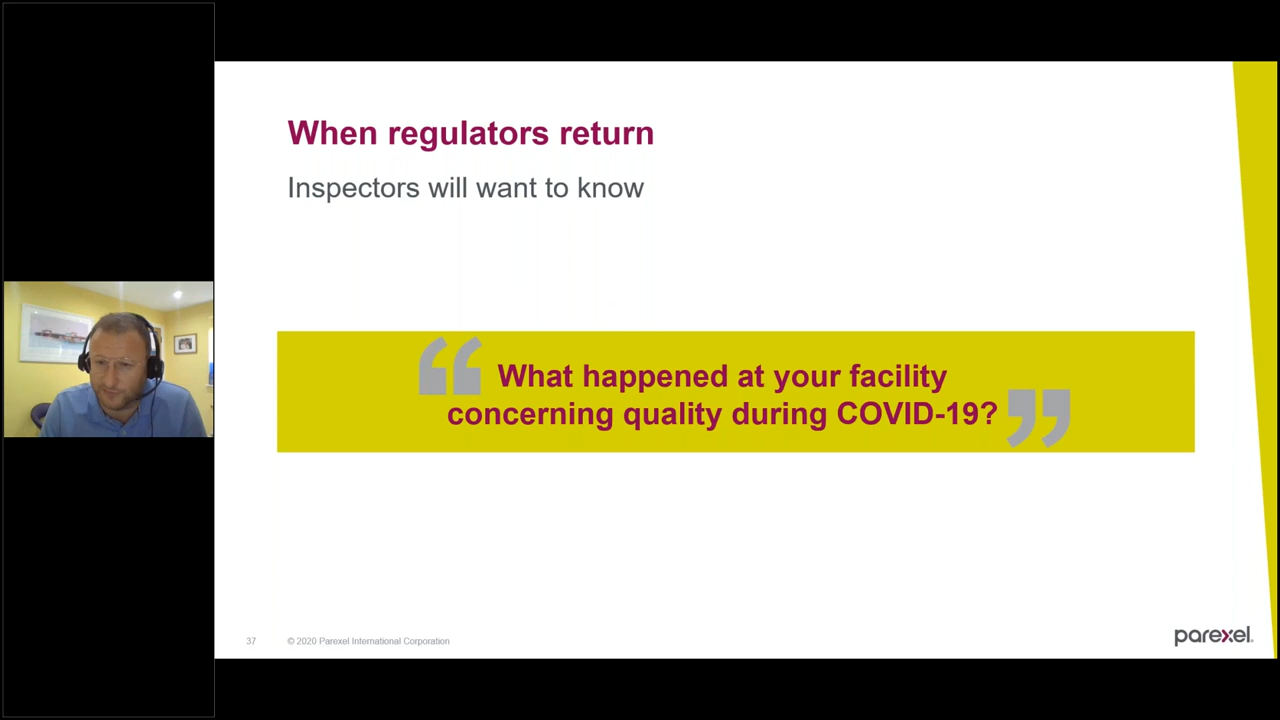 When regulators return
Inspectors will want to know
“What happened at your facility
concerning quality during COVID-19?”
37 © 2020 Parexel International Corporation
parexel.